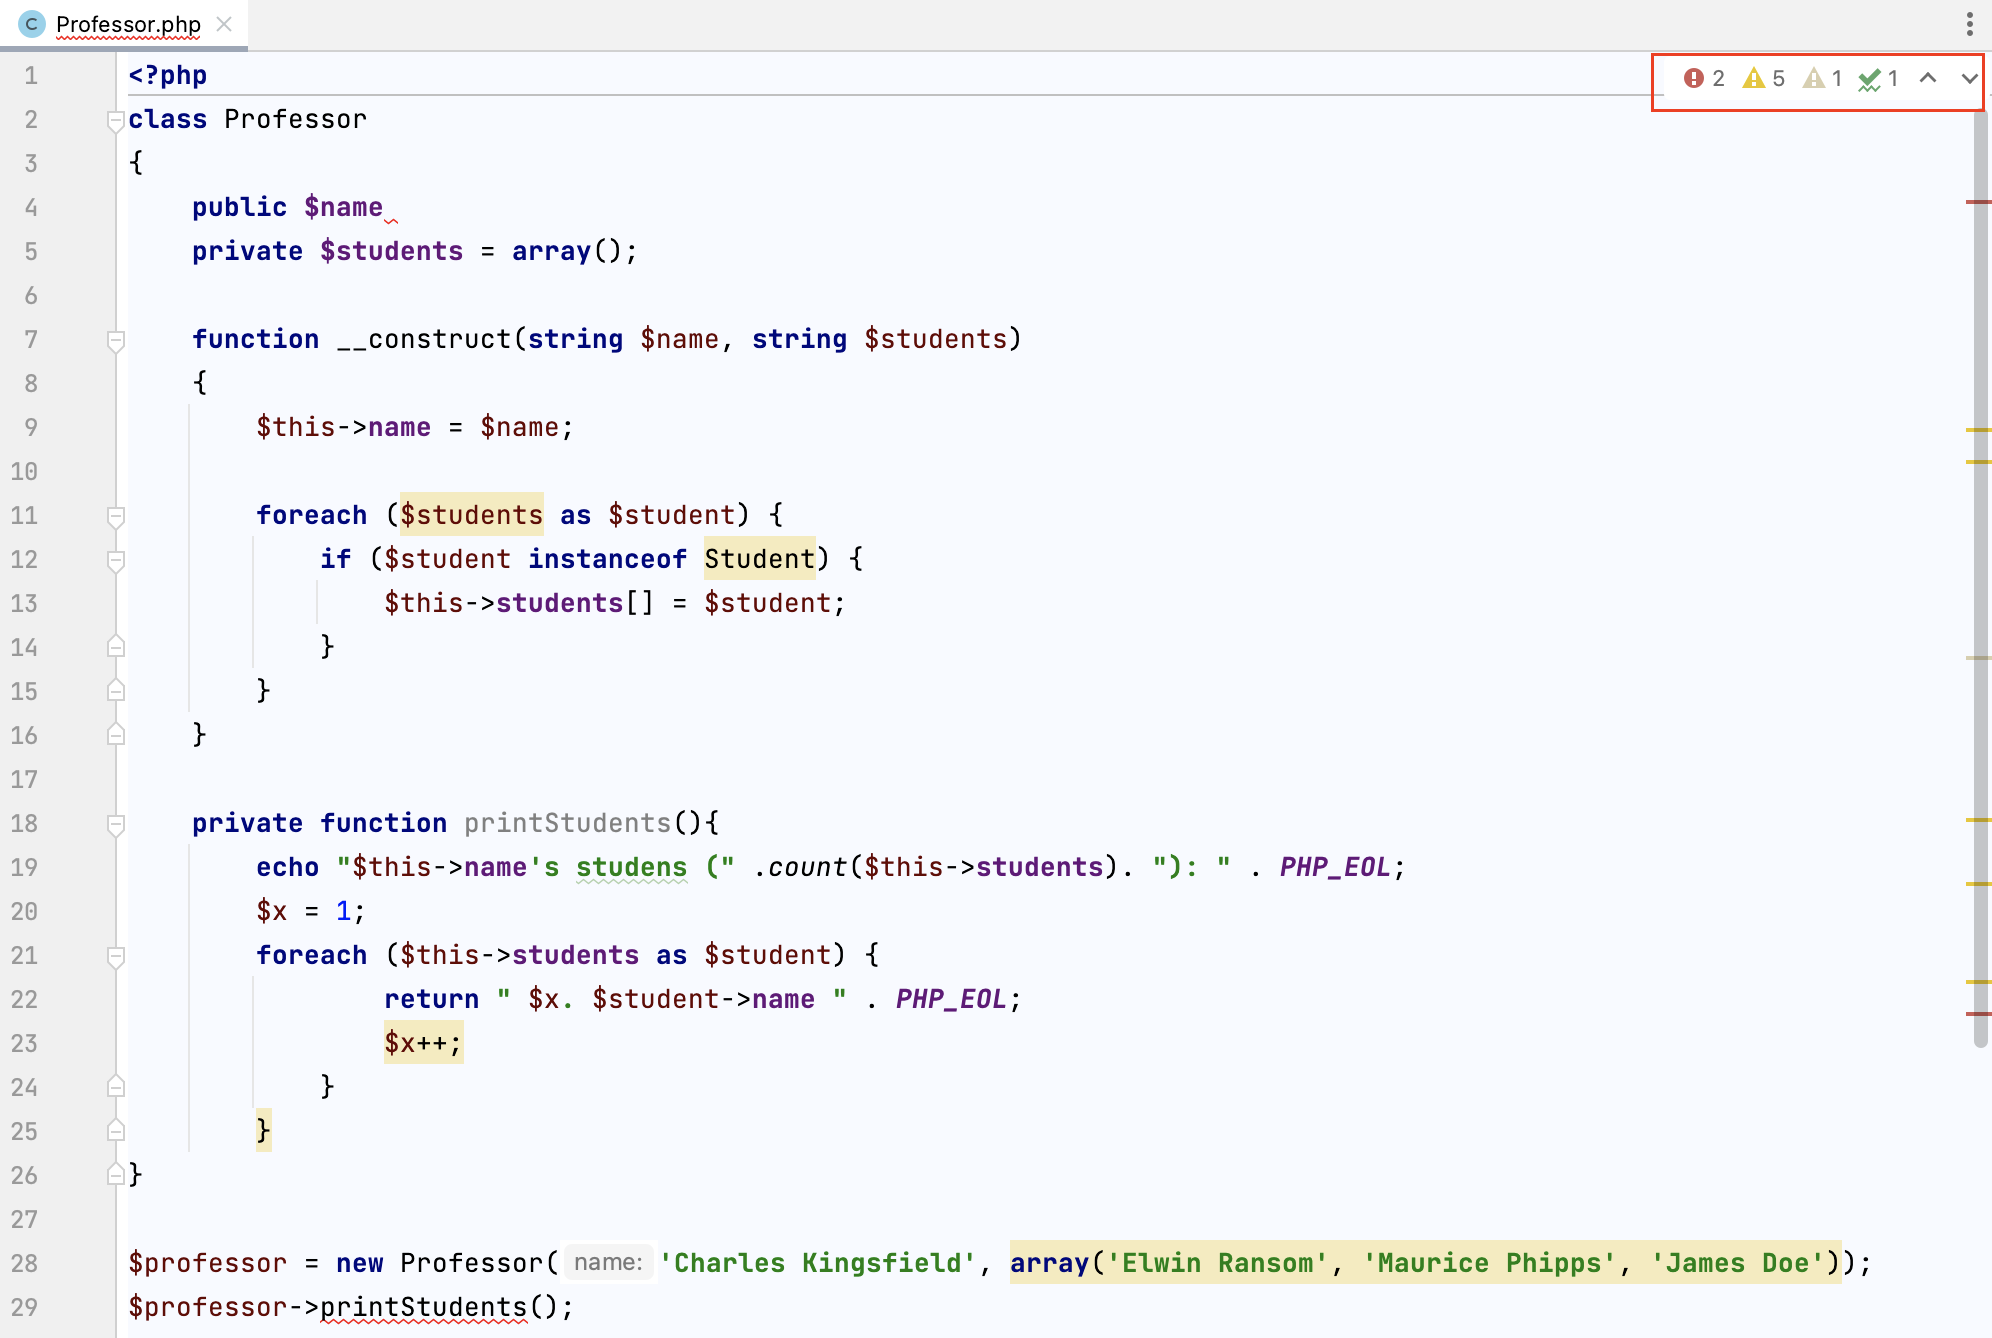 C Professor.php
2 5 1 1
1 <?php
2 class Professor
3 {
4     public $name
5     private $students = array();
6
7     function __construct(string $name, string $students)
8     {
9         $this->name = $name;
10
11         foreach ($students as $student) {
12             if ($student instanceof Student) {
13                 $this->students[] = $student;
14             }
15         }
16     }
17
18     private function printStudents(){
19         echo "$this->name's studens (" .count($this->students). "): " . PHP_EOL;
20         $x = 1;
21         foreach ($this->students as $student) {
22                 return " $x. $student->name " . PHP_EOL;
23                 $x++;
24             }
25         }
26 }
27
28 $professor = new Professor( name: 'Charles Kingsfield', array('Elwin Ransom', 'Maurice Phipps', 'James Doe'));
29 $professor->printStudents();